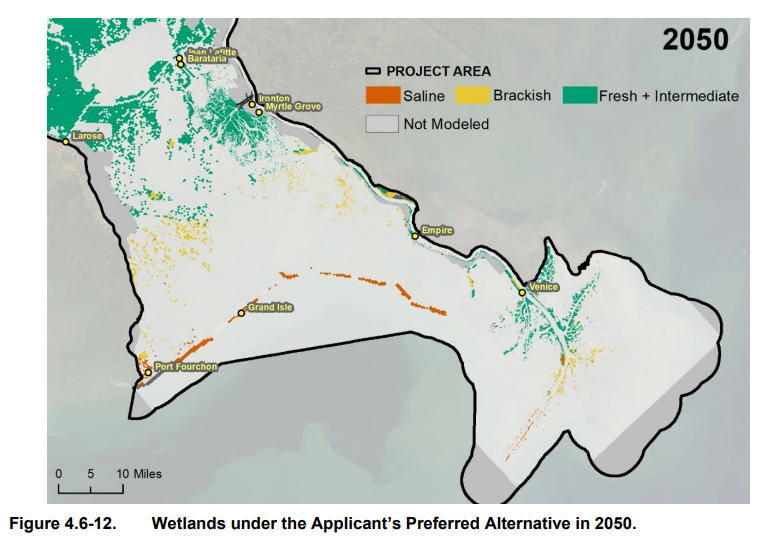 2050
PROJECT AREA
Saline Brackish Fresh + Intermediate
Not Modeled
Jean Lafitte
Barataria
Ironton
Myrtle Grove
Larose
Empire
Venice
Grand Isle
Port Fourchon
0 5 10 Miles
Figure 4.6-12. Wetlands under the Applicant’s Preferred Alternative in 2050.